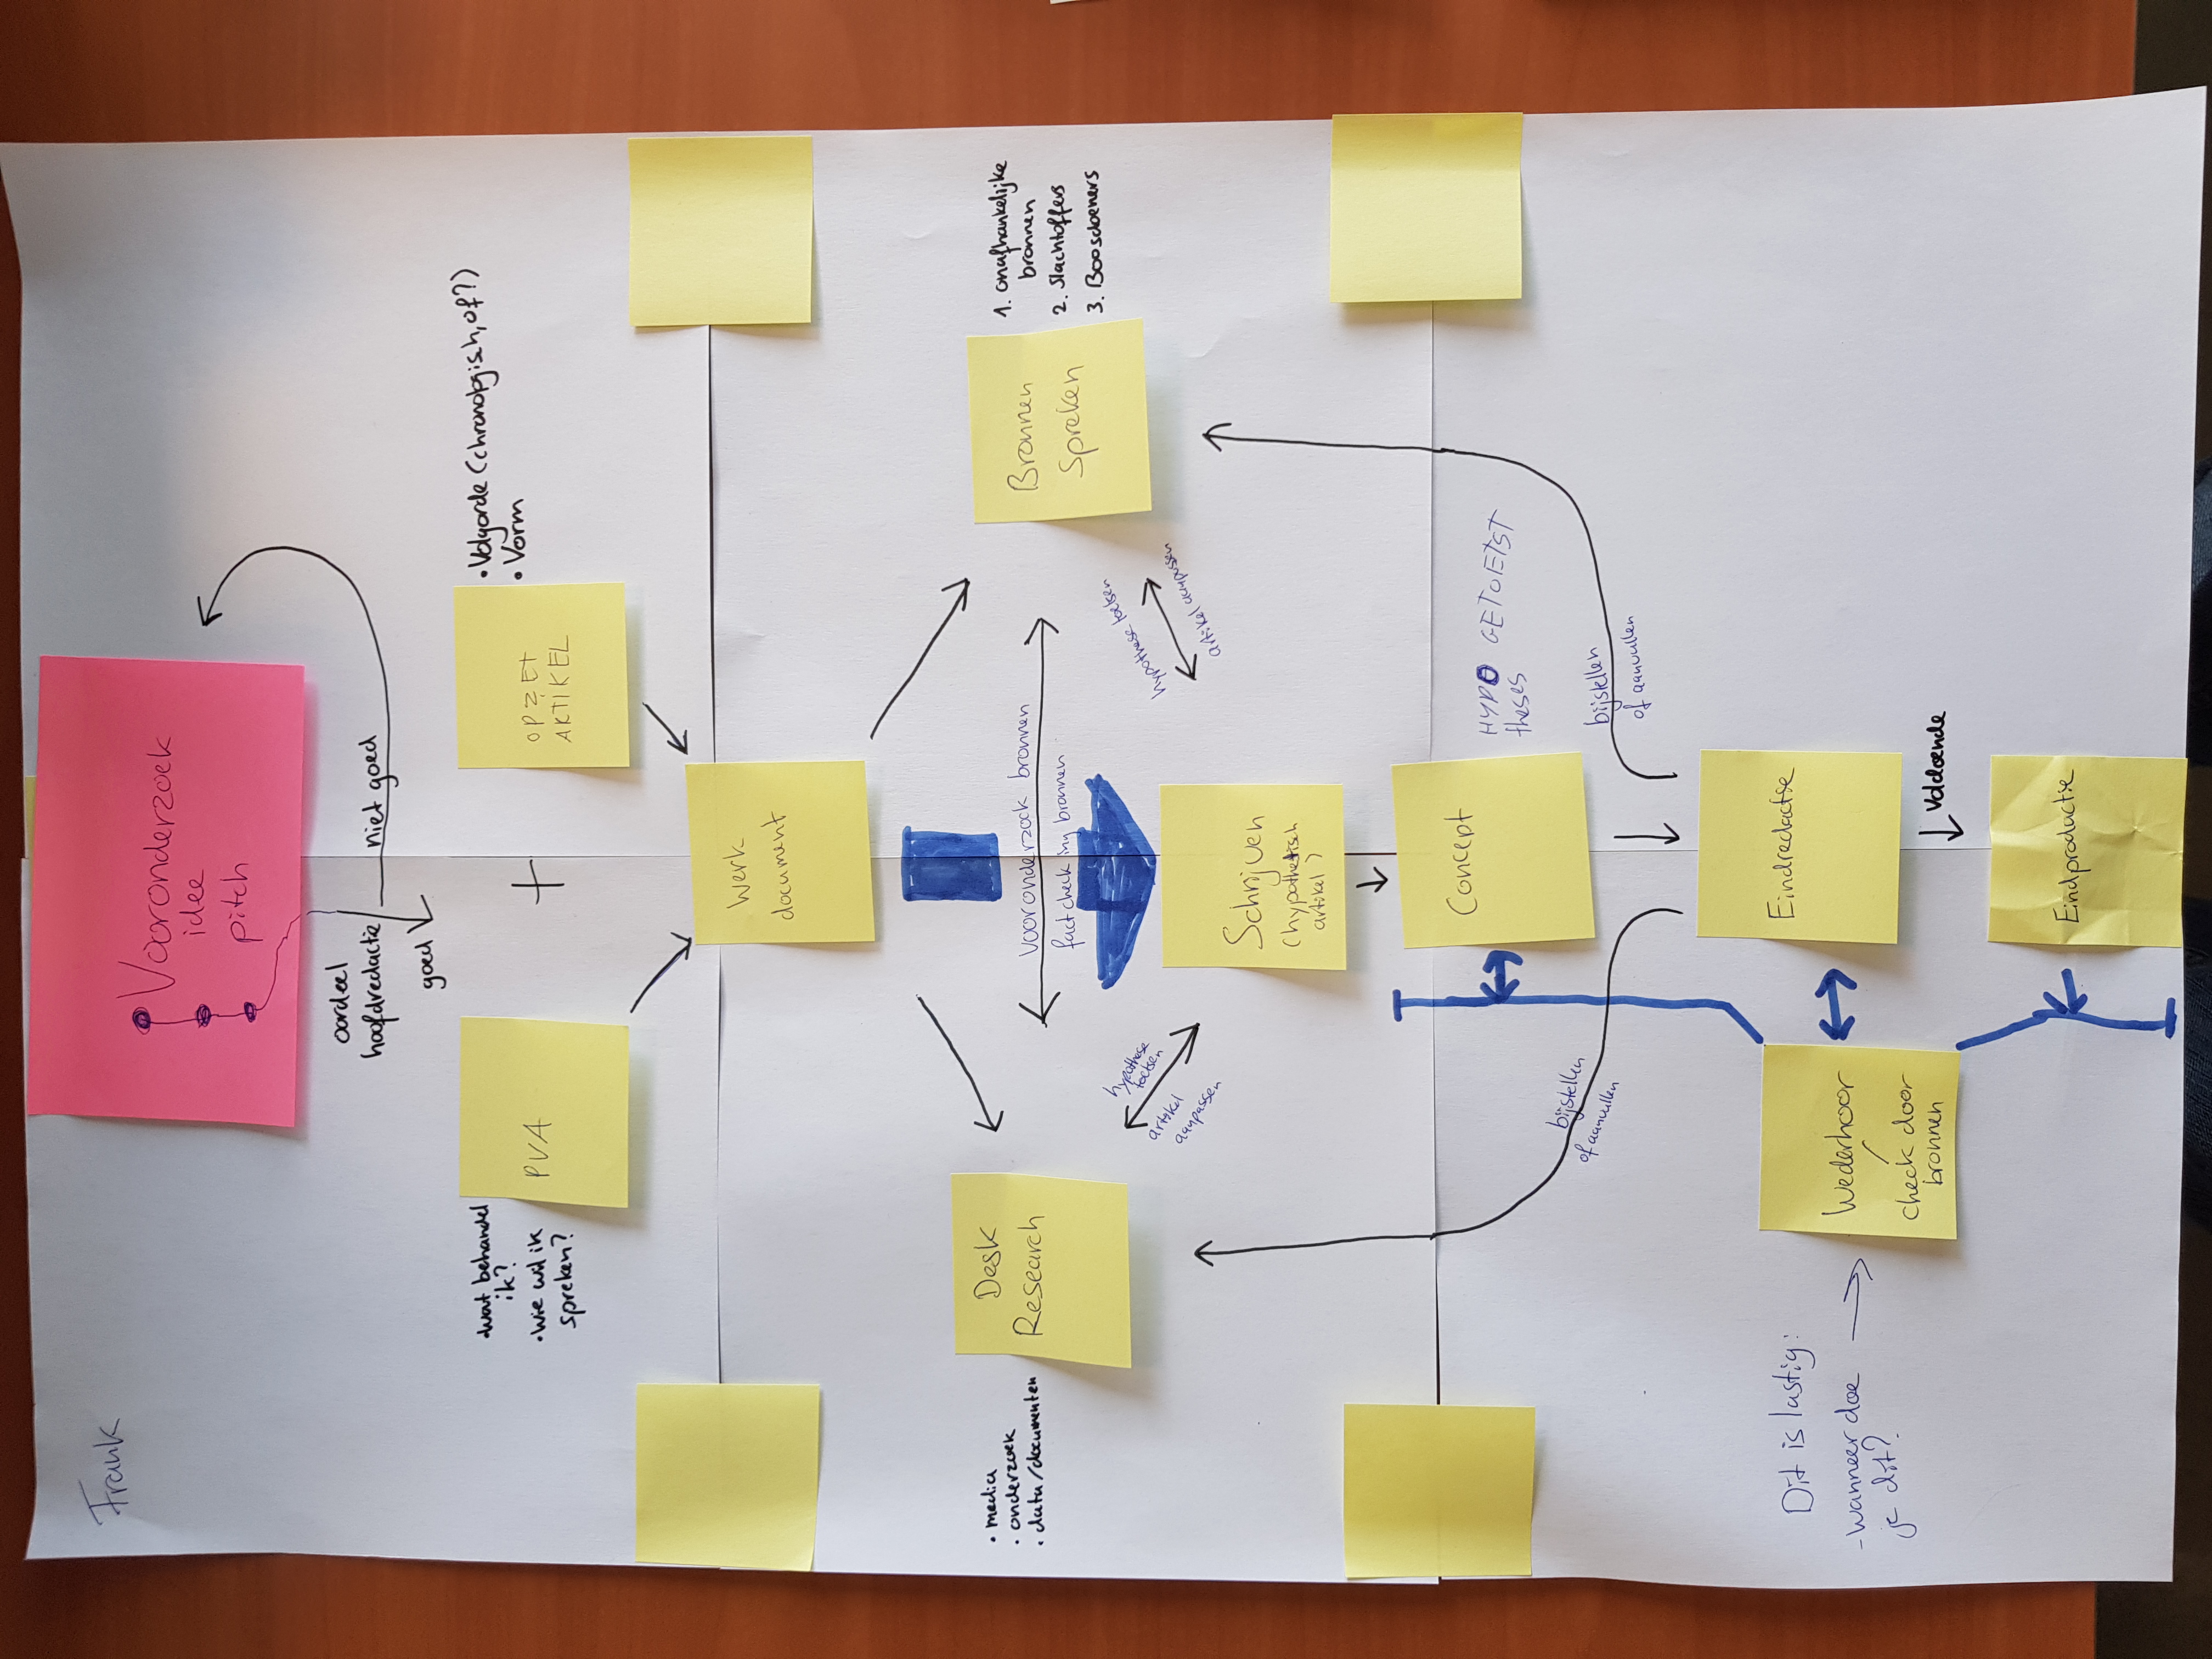 Frank
Vooronderzoek
idee
pitch
oordeel
hoofdredactie
niet goed
goed
• wat behandel
ik?
• Wie wil ik
spreken?
PVA
+
OPZET
ARTIKEL
• Volgorde (chronologisch, of?)
• Vorm
Werk
document
• media
• onderzoek
• data/documenten
Desk
Research
vooronderzoek bronnen
factchecking bronnen
Bronnen
Spreken
1. onafhankelijke
bronnen
2. Slachtoffers
3. Boosdoeners
hypothese
toetsen
artikel
aanpassen
hypothese toetsen
artikel aanpassen
Schrijven
(hypothetisch
artikel)
Concept
HYPO GETOETST
theses
bijstellen
of aanvullen
bijstellen
of aanvullen
Eindredactie
Dit is lastig:
- wanneer doe
je dit?
Wederhoor
/
check door
bronnen
Voldoende
Eindproductie